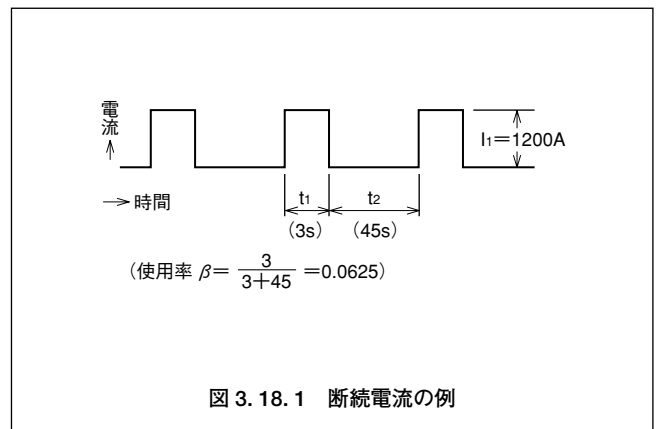 電流
↑
I₁＝1200A
→時間
t₁ t₂
(3s) (45s)
(使用率 β＝ 3
3＋45 ＝0.0625)
図 3. 18. 1 断続電流の例